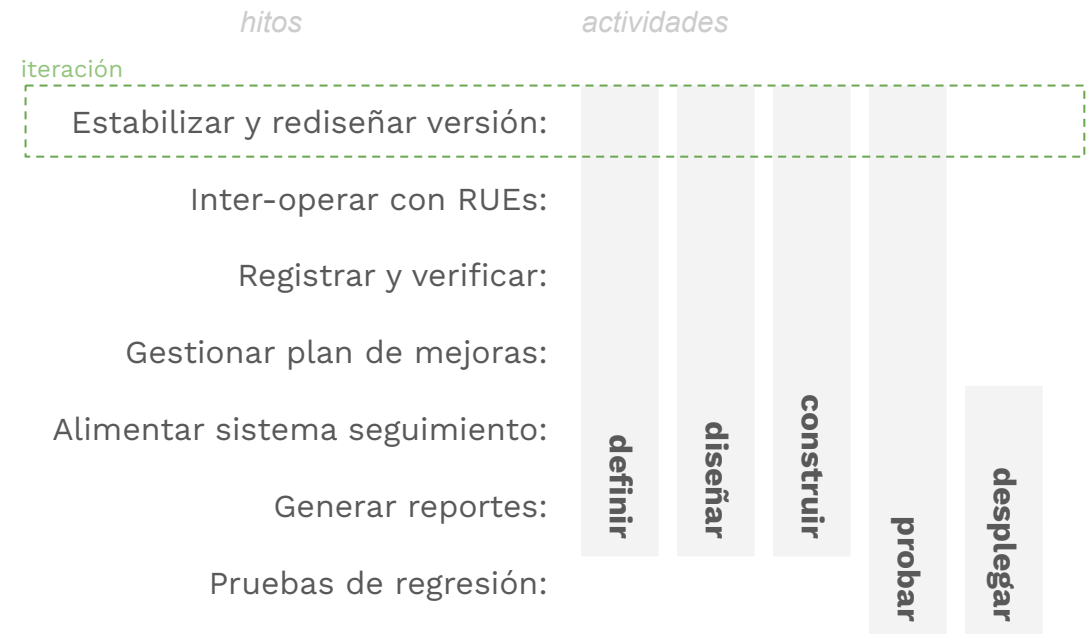 hitos
actividades
iteración
Estabilizar y rediseñar versión:
Inter-operar con RUEs:
Registrar y verificar:
Gestionar plan de mejoras:
Alimentar sistema seguimiento:
Generar reportes:
Pruebas de regresión:
definir
diseñar
construir
probar
desplegar